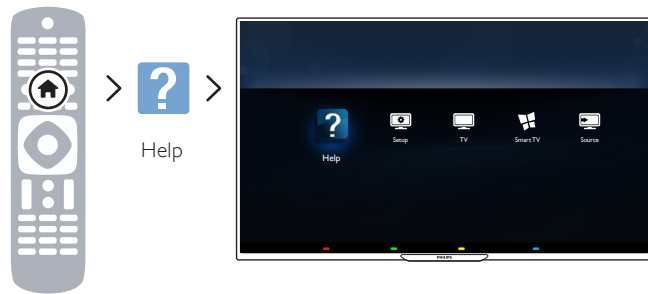 ?
Help
?
Help
Setup
TV
Smart TV
Source
PHILIPS